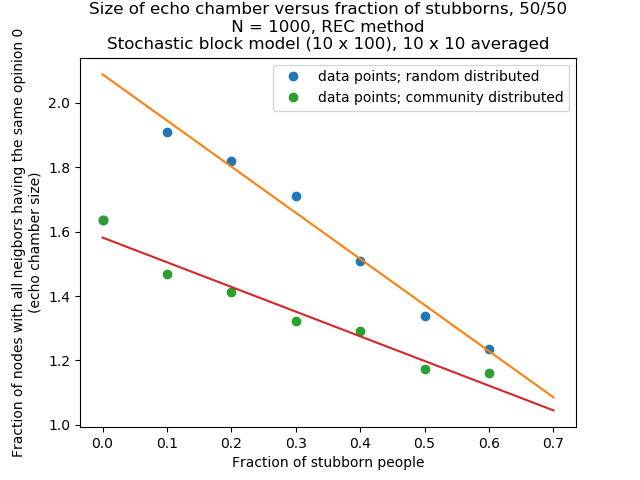 Size of echo chamber versus fraction of stubborns, 50/50
N = 1000, REC method
Stochastic block model (10 x 100), 10 x 10 averaged
data points; random distributed
data points; community distributed
Fraction of nodes with all neigbors having the same opinion 0
(echo chamber size)
2.0
1.8
1.6
1.4
1.2
1.0
0.0 0.1 0.2 0.3 0.4 0.5 0.6 0.7
Fraction of stubborn people